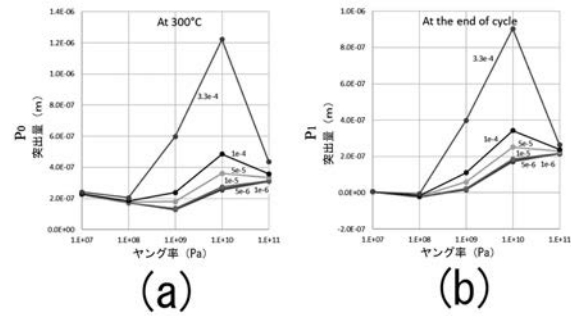 At 300°C
1.4E-06
1.2E-06
1.0E-06
8.0E-07
6.0E-07
4.0E-07
2.0E-07
0.0E+00
P0
突出量 (m)
3.3e-4
1e-4
5e-5
1e-5
5e-6 1e-6
1.E+07 1.E+08 1.E+09 1.E+10 1.E+11
ヤング率 (Pa)
(a)
At the end of cycle
1.0E-06
8.0E-07
6.0E-07
4.0E-07
2.0E-07
0.0E+00
-2.0E-07
P1
突出量 (m)
3.3e-4
1e-4
5e-5
1e-5
5e-6 1e-6
1.E+07 1.E+08 1.E+09 1.E+10 1.E+11
ヤング率 (Pa)
(b)